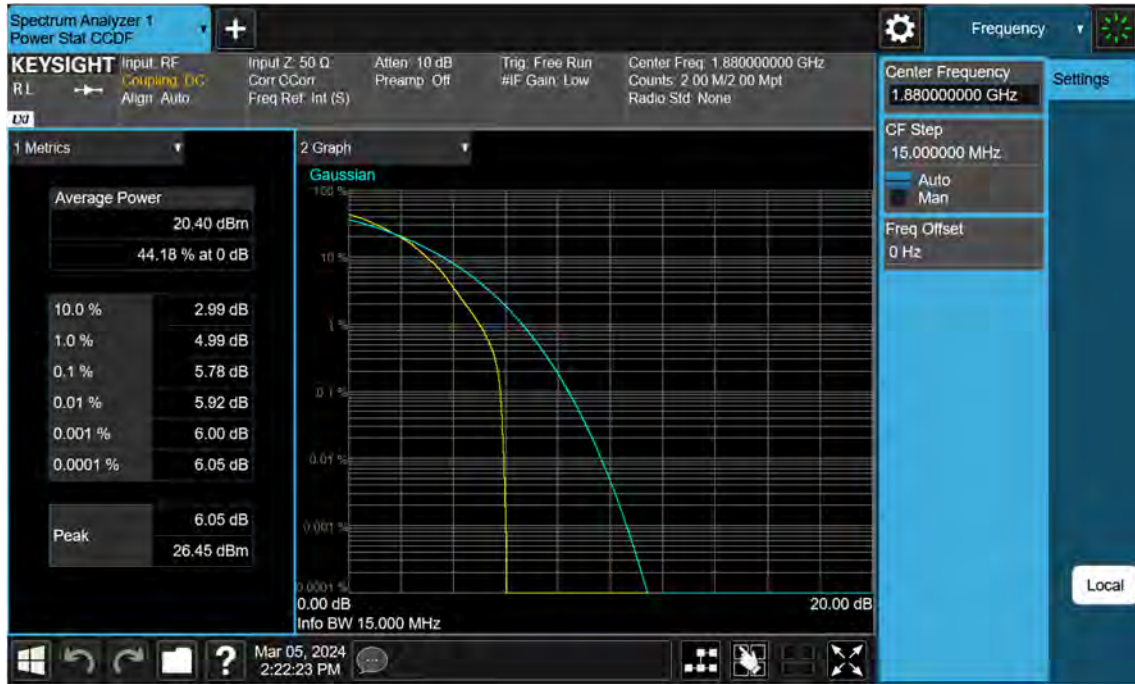 Spectrum Analyzer 1
Power Stat CCDF
+
Frequency
KEYSIGHT
R L
LXI
Input: RF
Coupling: DC
Align: Auto
Input Z: 50 Ω
Corr CCorr
Freq Ref: Int (S)
Atten: 10 dB
Preamp: Off
Trig: Free Run
#IF Gain: Low
Center Freq: 1.880000000 GHz
Counts: 2.00 M/2.00 Mpt
Radio Std: None
Center Frequency
1.880000000 GHz
Settings
CF Step
15.000000 MHz
Auto
Man
Freq Offset
0 Hz
1 Metrics
Average Power
20.40 dBm
44.18 % at 0 dB
10.0 % 2.99 dB
1.0 % 4.99 dB
0.1 % 5.78 dB
0.01 % 5.92 dB
0.001 % 6.00 dB
0.0001 % 6.05 dB
Peak
6.05 dB
26.45 dBm
2 Graph
Gaussian
100 %
10 %
1 %
0.1 %
0.01 %
0.001 %
0.0001 %
0.00 dB
20.00 dB
Info BW 15.000 MHz
Local
?
Mar 05, 2024
2:22:23 PM